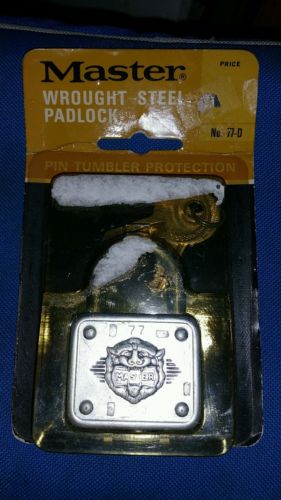 Master®
PRICE
WROUGHT STEEL
PADLOCK
No. 77-D
PIN TUMBLER PROTECTION
77
MASTER